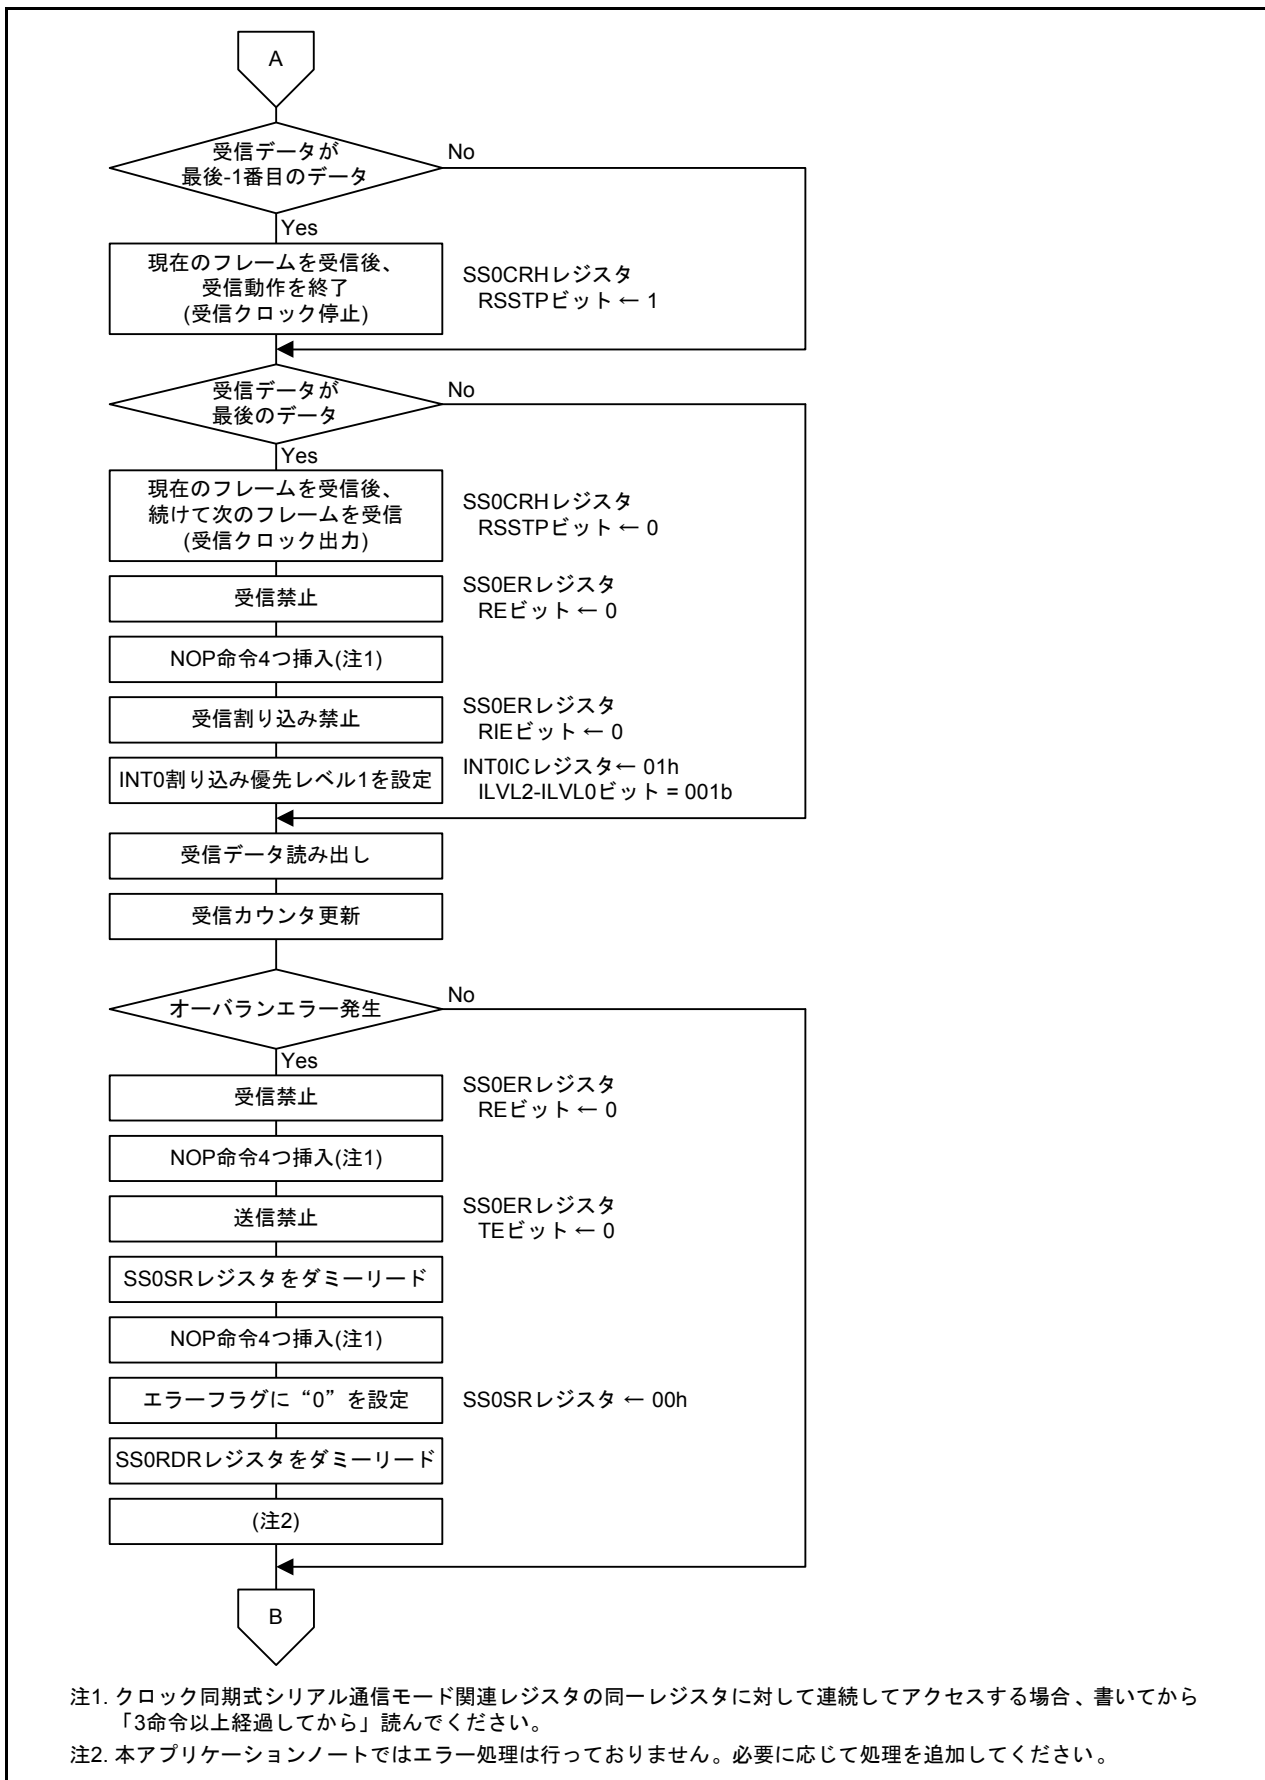 A
受信データが
最後-1番目のデータ
No
Yes
現在のフレームを受信後、
受信動作を終了
(受信クロック停止)
SS0CRHレジスタ
RSSTPビット ← 1
受信データが
最後のデータ
No
Yes
現在のフレームを受信後、
続けて次のフレームを受信
(受信クロック出力)
SS0CRHレジスタ
RSSTPビット ← 0
受信禁止
SS0ERレジスタ
REビット ← 0
NOP命令4つ挿入(注1)
受信割り込み禁止
SS0ERレジスタ
RIEビット ← 0
INT0割り込み優先レベル1を設定
INT0ICレジスタ← 01h
ILVL2-ILVL0ビット = 001b
受信データ読み出し
受信カウンタ更新
オーバランエラー発生
No
Yes
受信禁止
SS0ERレジスタ
REビット ← 0
NOP命令4つ挿入(注1)
送信禁止
SS0ERレジスタ
TEビット ← 0
SS0SRレジスタをダミーリード
NOP命令4つ挿入(注1)
エラーフラグに“0”を設定
SS0SRレジスタ ← 00h
SS0RDRレジスタをダミーリード
(注2)
B
注1. クロック同期式シリアル通信モード関連レジスタの同一レジスタに対して連続してアクセスする場合、書いてから
「3命令以上経過してから」読んでください。
注2. 本アプリケーションノートではエラー処理は行っておりません。必要に応じて処理を追加してください。